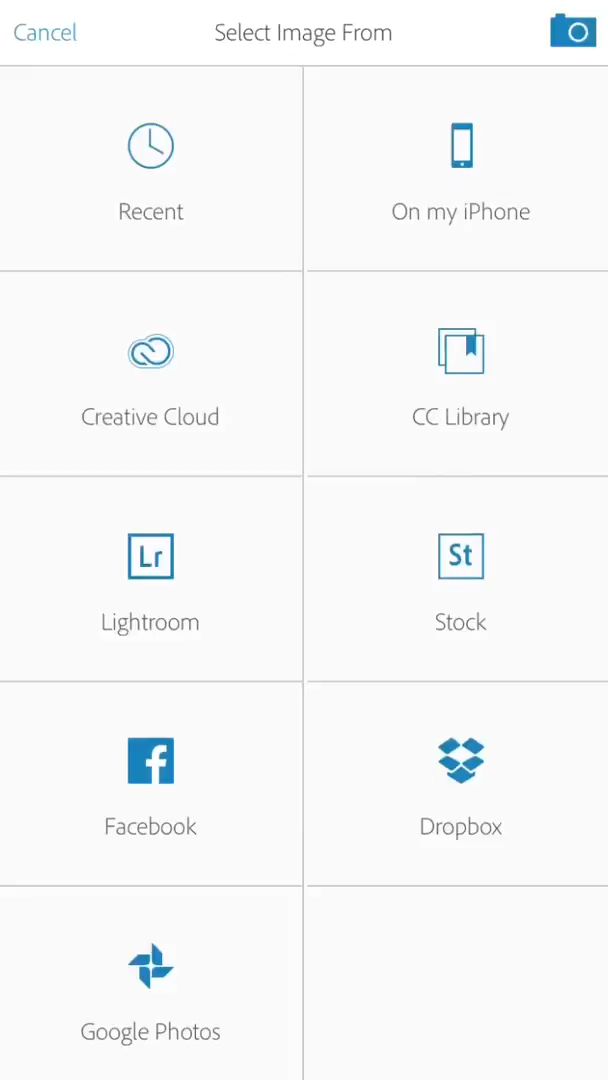 Cancel Select Image From
Recent On my iPhone
Creative Cloud CC Library
Lr St
Lightroom Stock
f
Facebook Dropbox
Google Photos